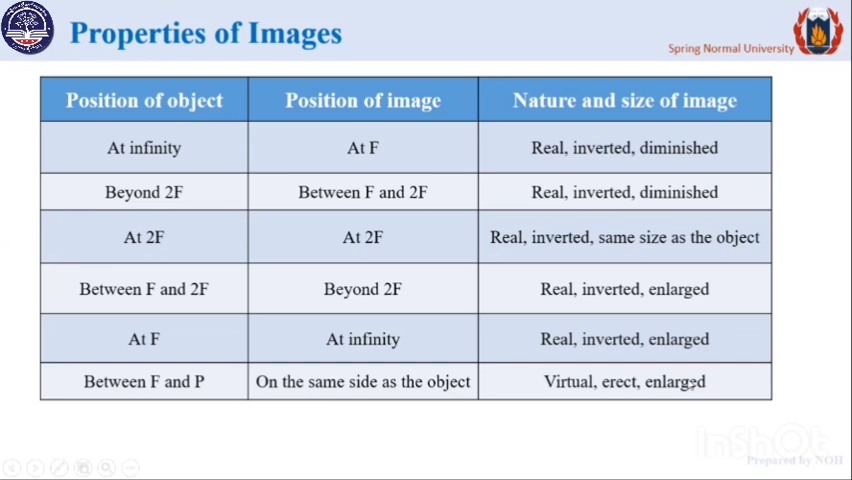 Properties of Images
Spring Normal University
Position of object Position of image Nature and size of image
At infinity At F Real, inverted, diminished
Beyond 2F Between F and 2F Real, inverted, diminished
At 2F At 2F Real, inverted, same size as the object
Between F and 2F Beyond 2F Real, inverted, enlarged
At F At infinity Real, inverted, enlarged
Between F and P On the same side as the object Virtual, erect, enlarged
InShOt
Prepared by NOH